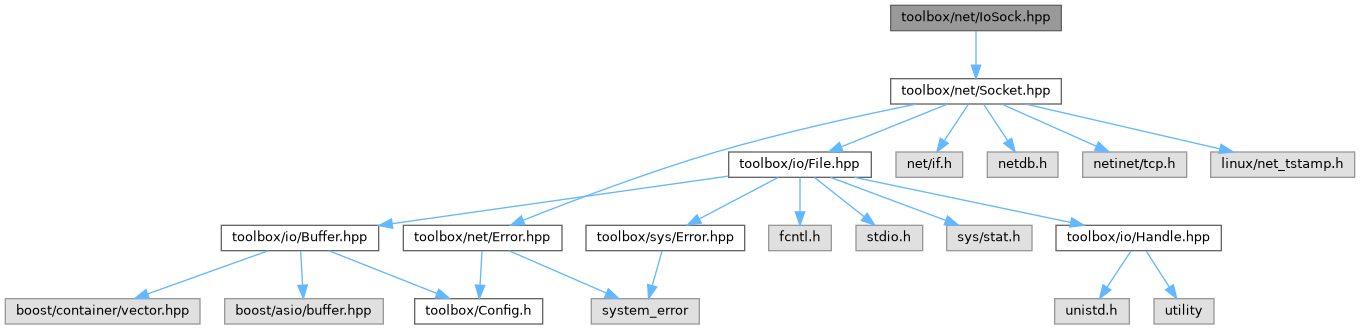 toolbox/net/IoSock.hpp
toolbox/net/Socket.hpp
toolbox/io/File.hpp
net/if.h
netdb.h
netinet/tcp.h
linux/net_tstamp.h
toolbox/io/Buffer.hpp
toolbox/net/Error.hpp
toolbox/sys/Error.hpp
fcntl.h
stdio.h
sys/stat.h
toolbox/io/Handle.hpp
boost/container/vector.hpp
boost/asio/buffer.hpp
toolbox/Config.h
system_error
unistd.h
utility